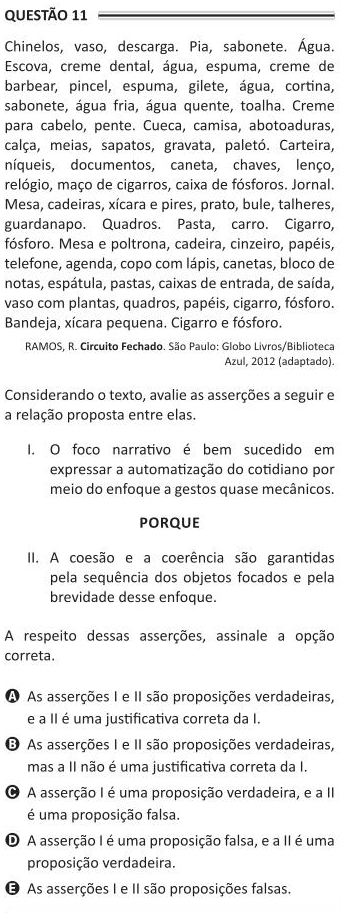 QUESTÃO 11
Chinelos, vaso, descarga. Pia, sabonete. Água.
Escova, creme dental, água, espuma, creme de
barbear, pincel, espuma, gilete, água, cortina,
sabonete, água fria, água quente, toalha. Creme
para cabelo, pente. Cueca, camisa, abotoaduras,
calça, meias, sapatos, gravata, paletó. Carteira,
níqueis, documentos, caneta, chaves, lenço,
relógio, maço de cigarros, caixa de fósforos. Jornal.
Mesa, cadeiras, xícara e pires, prato, bule, talheres,
guardanapo. Quadros. Pasta, carro. Cigarro,
fósforo. Mesa e poltrona, cadeira, cinzeiro, papéis,
telefone, agenda, copo com lápis, canetas, bloco de
notas, espátula, pastas, caixas de entrada, de saída,
vaso com plantas, quadros, papéis, cigarro, fósforo.
Bandeja, xícara pequena. Cigarro e fósforo.
RAMOS, R. Circuito Fechado. São Paulo: Globo Livros/Biblioteca
Azul, 2012 (adaptado).
Considerando o texto, avalie as asserções a seguir e
a relação proposta entre elas.
I. O foco narrativo é bem sucedido em
expressar a automatização do cotidiano por
meio do enfoque a gestos quase mecânicos.
PORQUE
II. A coesão e a coerência são garantidas
pela sequência dos objetos focados e pela
brevidade desse enfoque.
A respeito dessas asserções, assinale a opção
correta.
A As asserções I e II são proposições verdadeiras,
e a II é uma justificativa correta da I.
B As asserções I e II são proposições verdadeiras,
mas a II não é uma justificativa correta da I.
C A asserção I é uma proposição verdadeira, e a II
é uma proposição falsa.
D A asserção I é uma proposição falsa, e a II é uma
proposição verdadeira.
E As asserções I e II são proposições falsas.